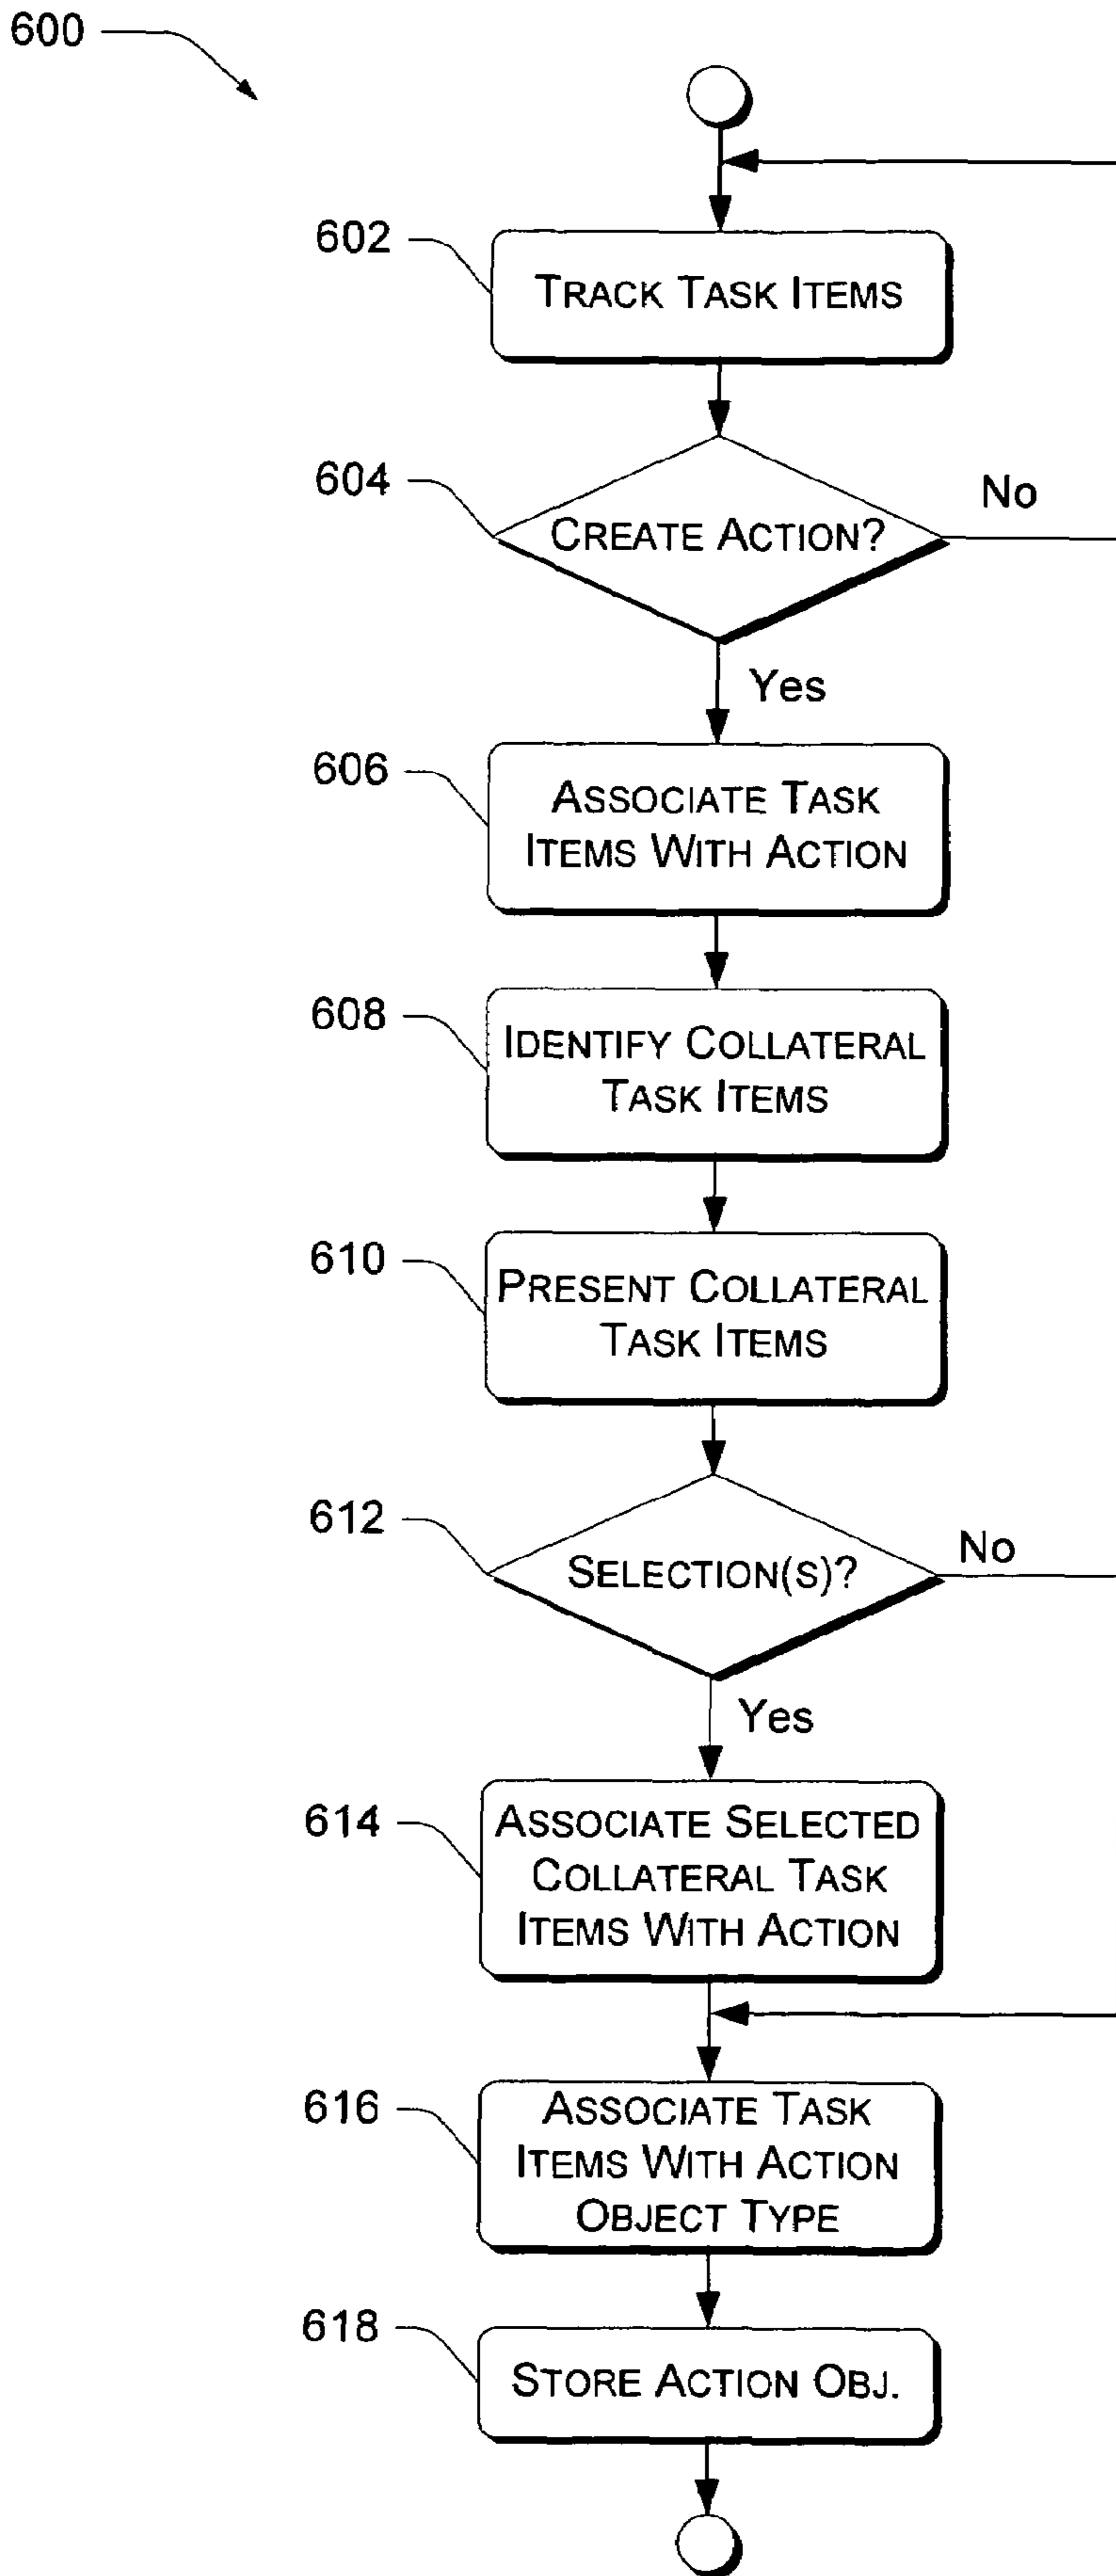 600
602
TRACK TASK ITEMS
604
CREATE ACTION?
No
Yes
606
ASSOCIATE TASK
ITEMS WITH ACTION
608
IDENTIFY COLLATERAL
TASK ITEMS
610
PRESENT COLLATERAL
TASK ITEMS
612
SELECTION(S)?
No
Yes
614
ASSOCIATE SELECTED
COLLATERAL TASK
ITEMS WITH ACTION
616
ASSOCIATE TASK
ITEMS WITH ACTION
OBJECT TYPE
618
STORE ACTION OBJ.